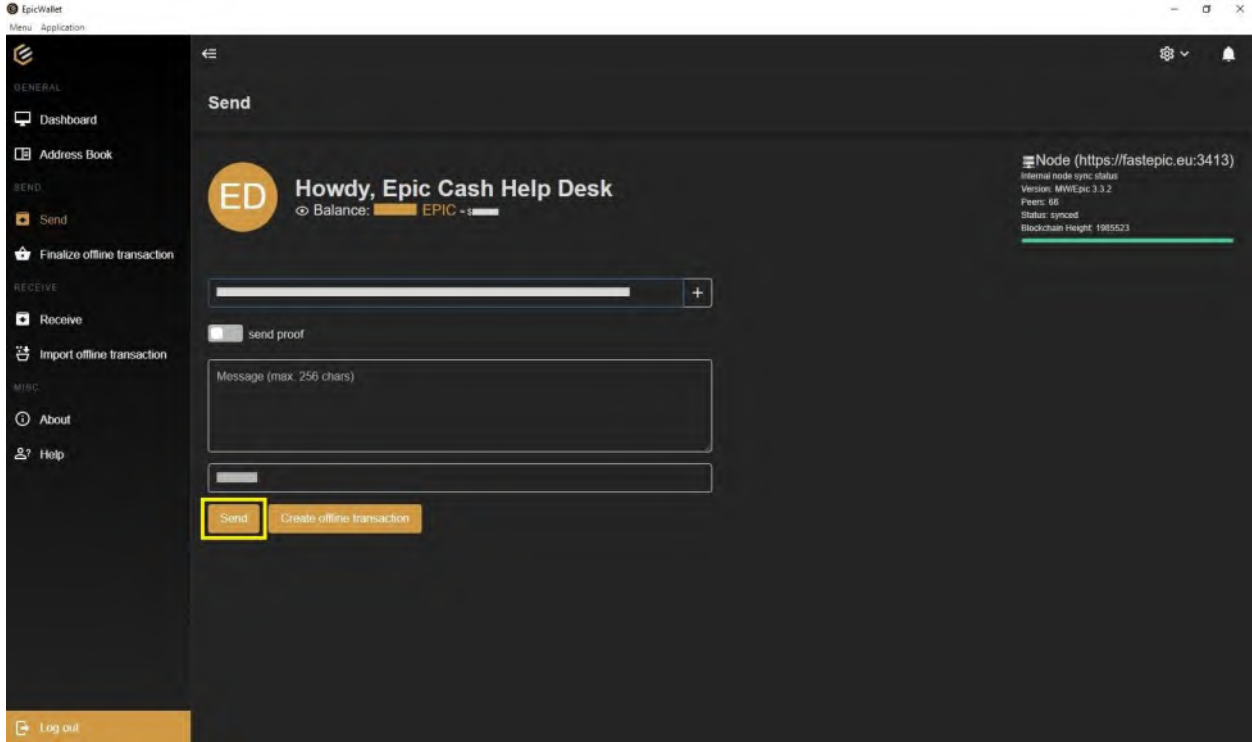 EpicWallet
Menu Application
GENERAL
Dashboard
Address Book
SEND
Send
Finalize offline transaction
RECEIVE
Receive
Import offline transaction
MISC
About
Help
Log out
Send
ED
Howdy, Epic Cash Help Desk
Balance: EPIC ~ $
Node (https://fastepic.eu:3413)
Internal node sync status
Version: MW/Epic 3.3.2
Peers: 66
Status: synced
Blockchain Height: 1985523
+
send proof
Message (max. 256 chars)
Send Create offline transaction